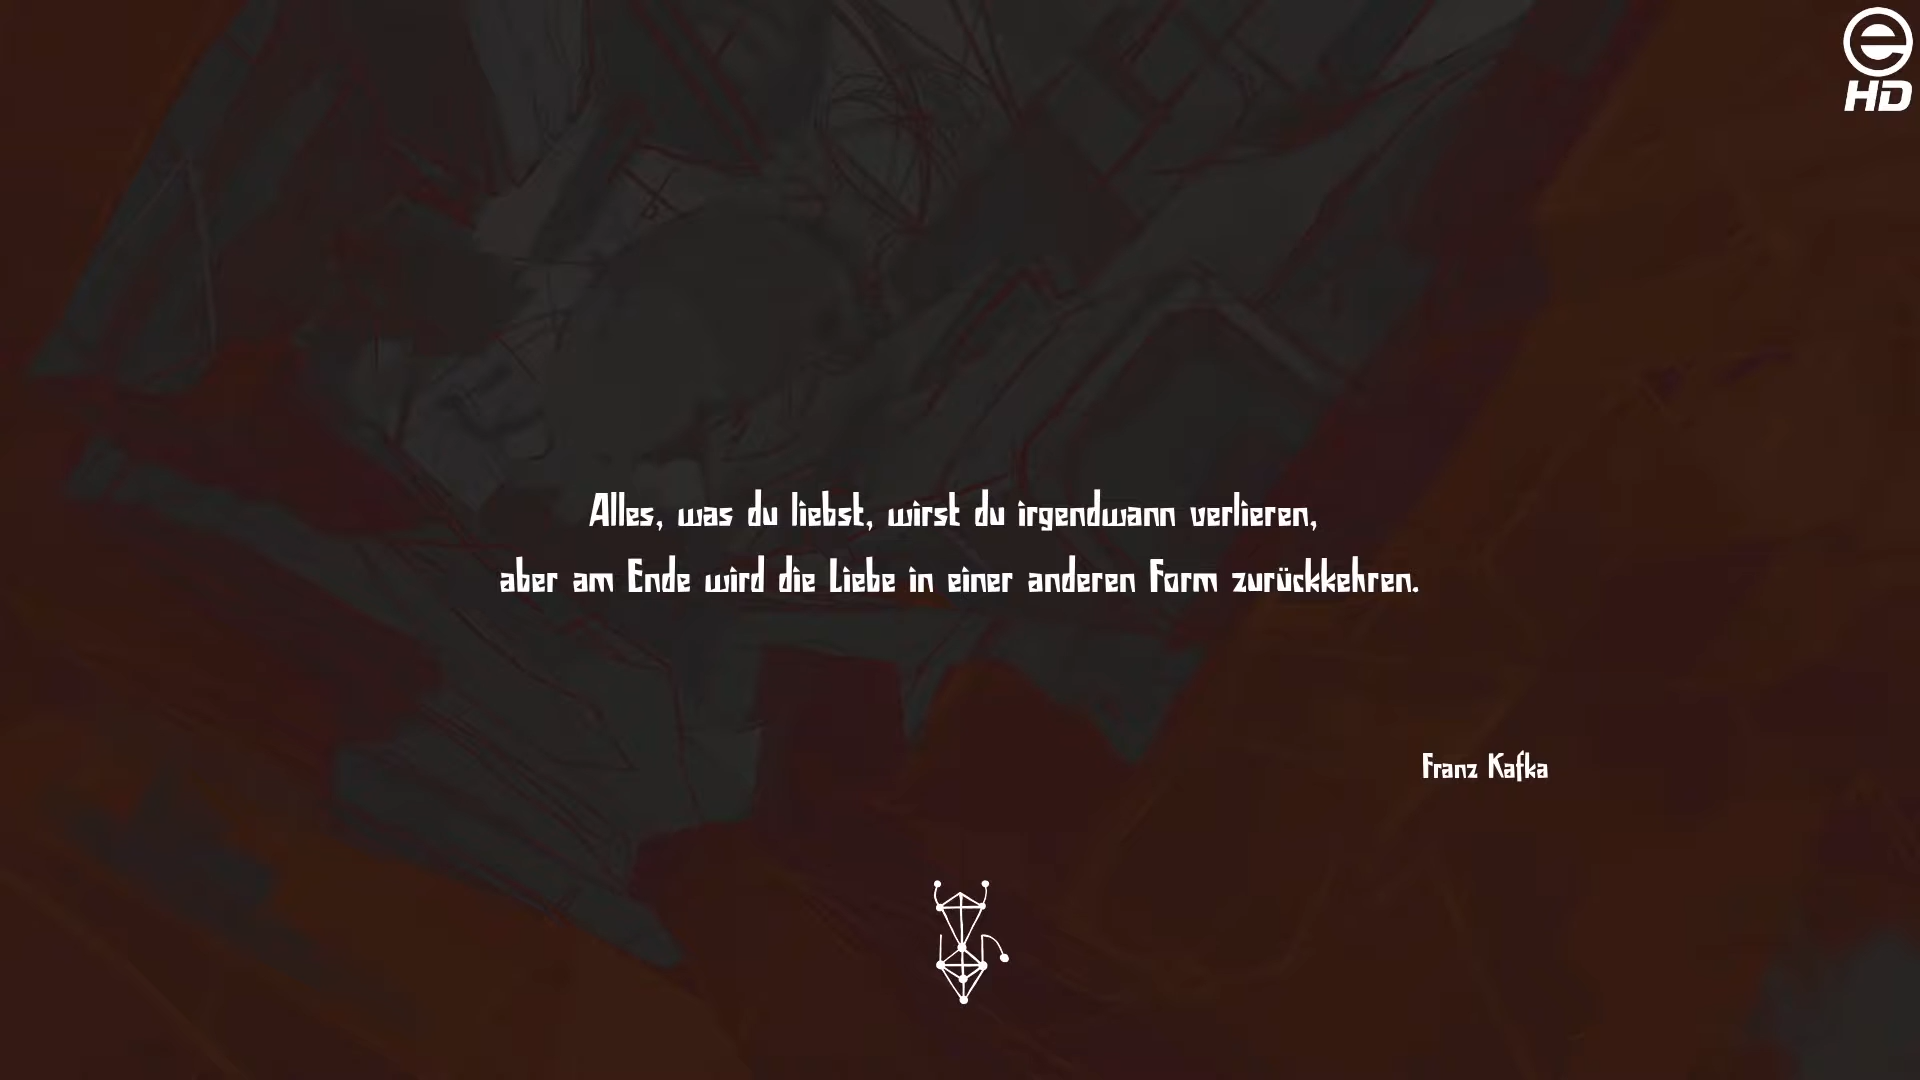 e
HD
Alles, was du liebst, wirst du irgendwann verlieren,
aber am Ende wird die Liebe in einer anderen Form zurückkehren.
Franz Kafka